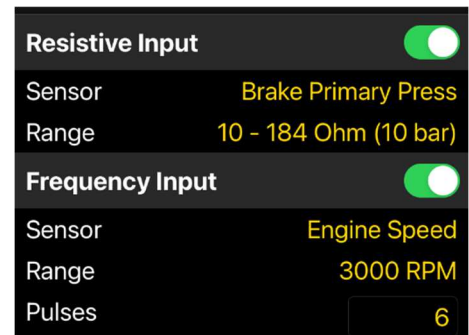 Resistive Input
Sensor Brake Primary Press
Range 10 - 184 Ohm (10 bar)
Frequency Input
Sensor Engine Speed
Range 3000 RPM
Pulses 6